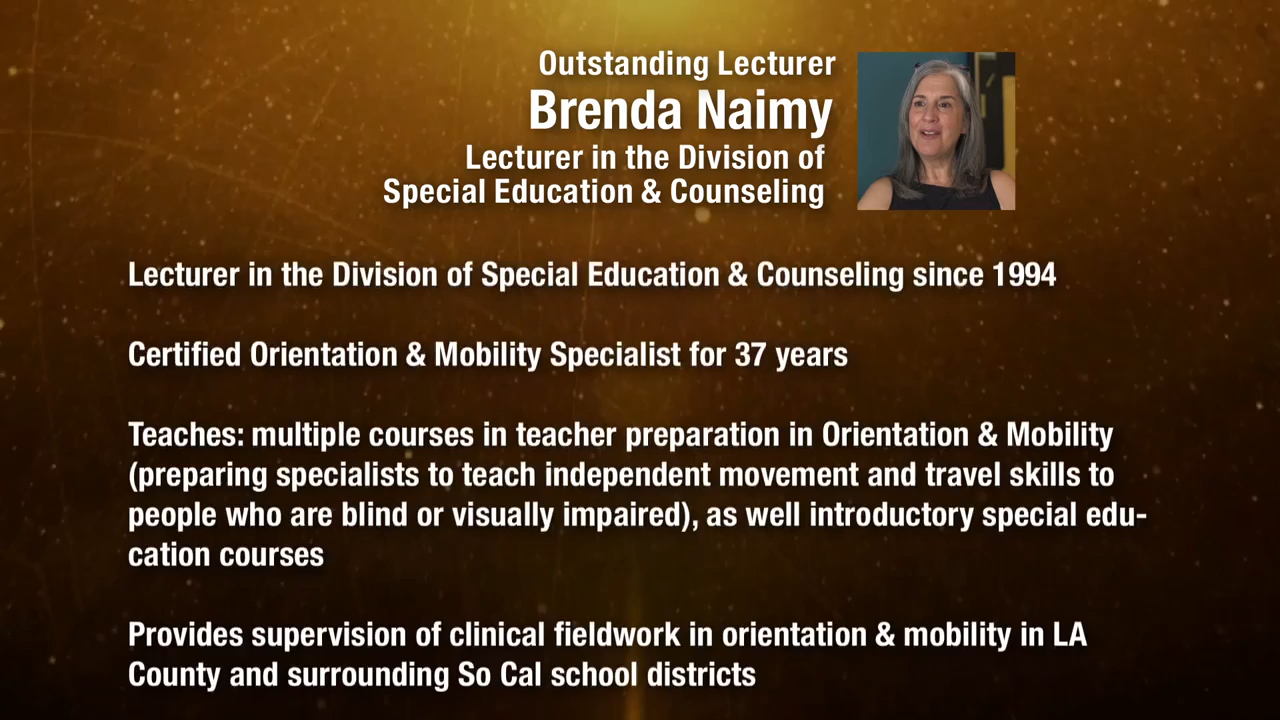 Outstanding Lecturer
Brenda Naimy
Lecturer in the Division of
Special Education & Counseling
Lecturer in the Division of Special Education & Counseling since 1994
Certified Orientation & Mobility Specialist for 37 years
Teaches: multiple courses in teacher preparation in Orientation & Mobility
(preparing specialists to teach independent movement and travel skills to
people who are blind or visually impaired), as well introductory special edu-
cation courses
Provides supervision of clinical fieldwork in orientation & mobility in LA
County and surrounding So Cal school districts